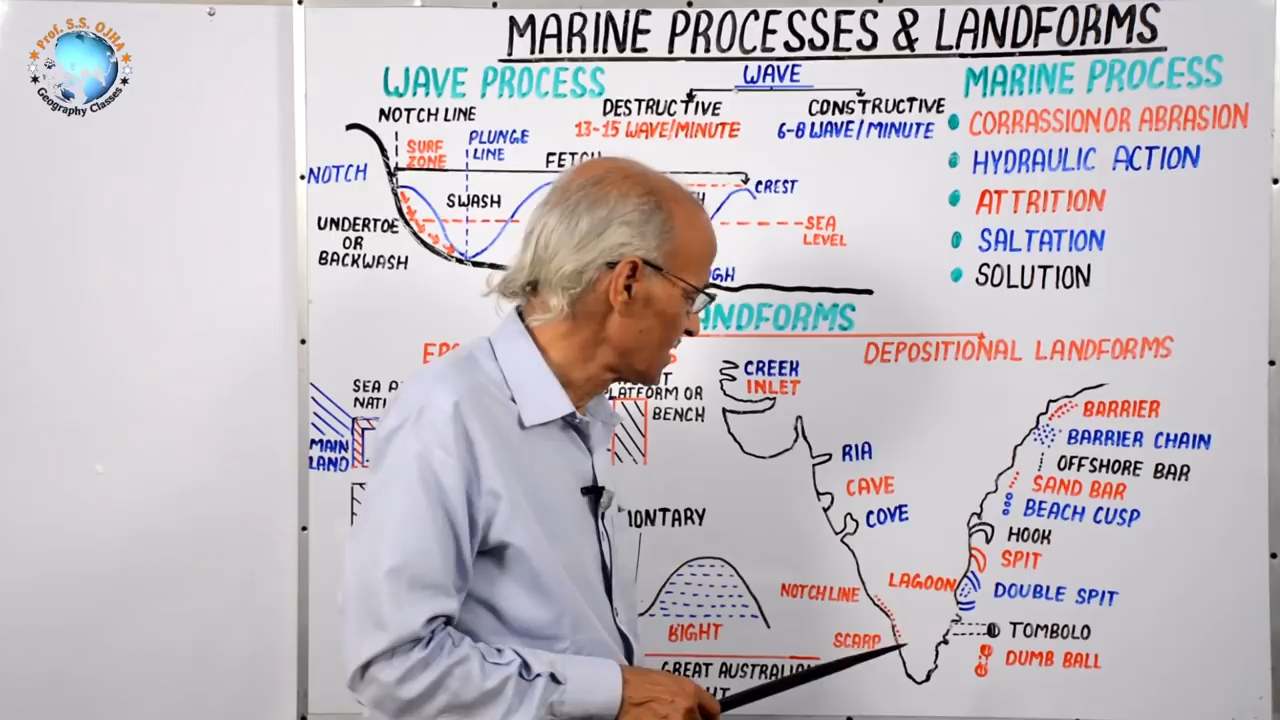 Prof. S.S. OJHA
Geography Classes
MARINE PROCESSES & LANDFORMS
WAVE PROCESS
WAVE
DESTRUCTIVE
13-15 WAVE/MINUTE
CONSTRUCTIVE
6-8 WAVE/MINUTE
NOTCH LINE
SURF
ZONE
PLUNGE
LINE
FETCH
NOTCH
SWASH
CREST
SEA
LEVEL
UNDERTOE
OR
BACKWASH
MARINE PROCESS
CORRASSION OR ABRASION
HYDRAULIC ACTION
ATTRITION
SALTATION
SOLUTION
DEPOSITIONAL LANDFORMS
SEA
MAIN
LAND
PLATFORM OR
BENCH
BIGHT
GREAT
CREEK
INLET
RIA
CAVE
COVE
NOTCH LINE
SCARP
LAGOON
BARRIER
BARRIER CHAIN
OFFSHORE BAR
SAND BAR
BEACH CUSP
HOOK
SPIT
DOUBLE SPIT
TOMBOLO
DUMB BALL